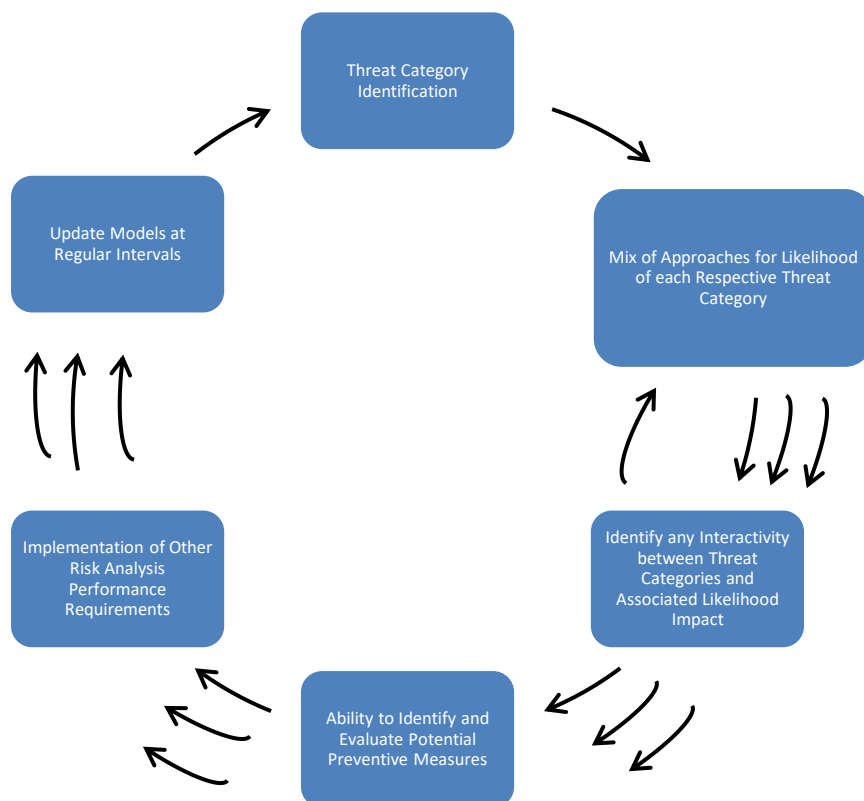 Threat Category
Identification
Mix of Approaches for Likelihood
of each Respective Threat
Category
Identify any Interactivity
between Threat
Categories and
Associated Likelihood
Impact
Ability to Identify and
Evaluate Potential
Preventive Measures
Implementation of Other
Risk Analysis
Performance
Requirements
Update Models at
Regular Intervals